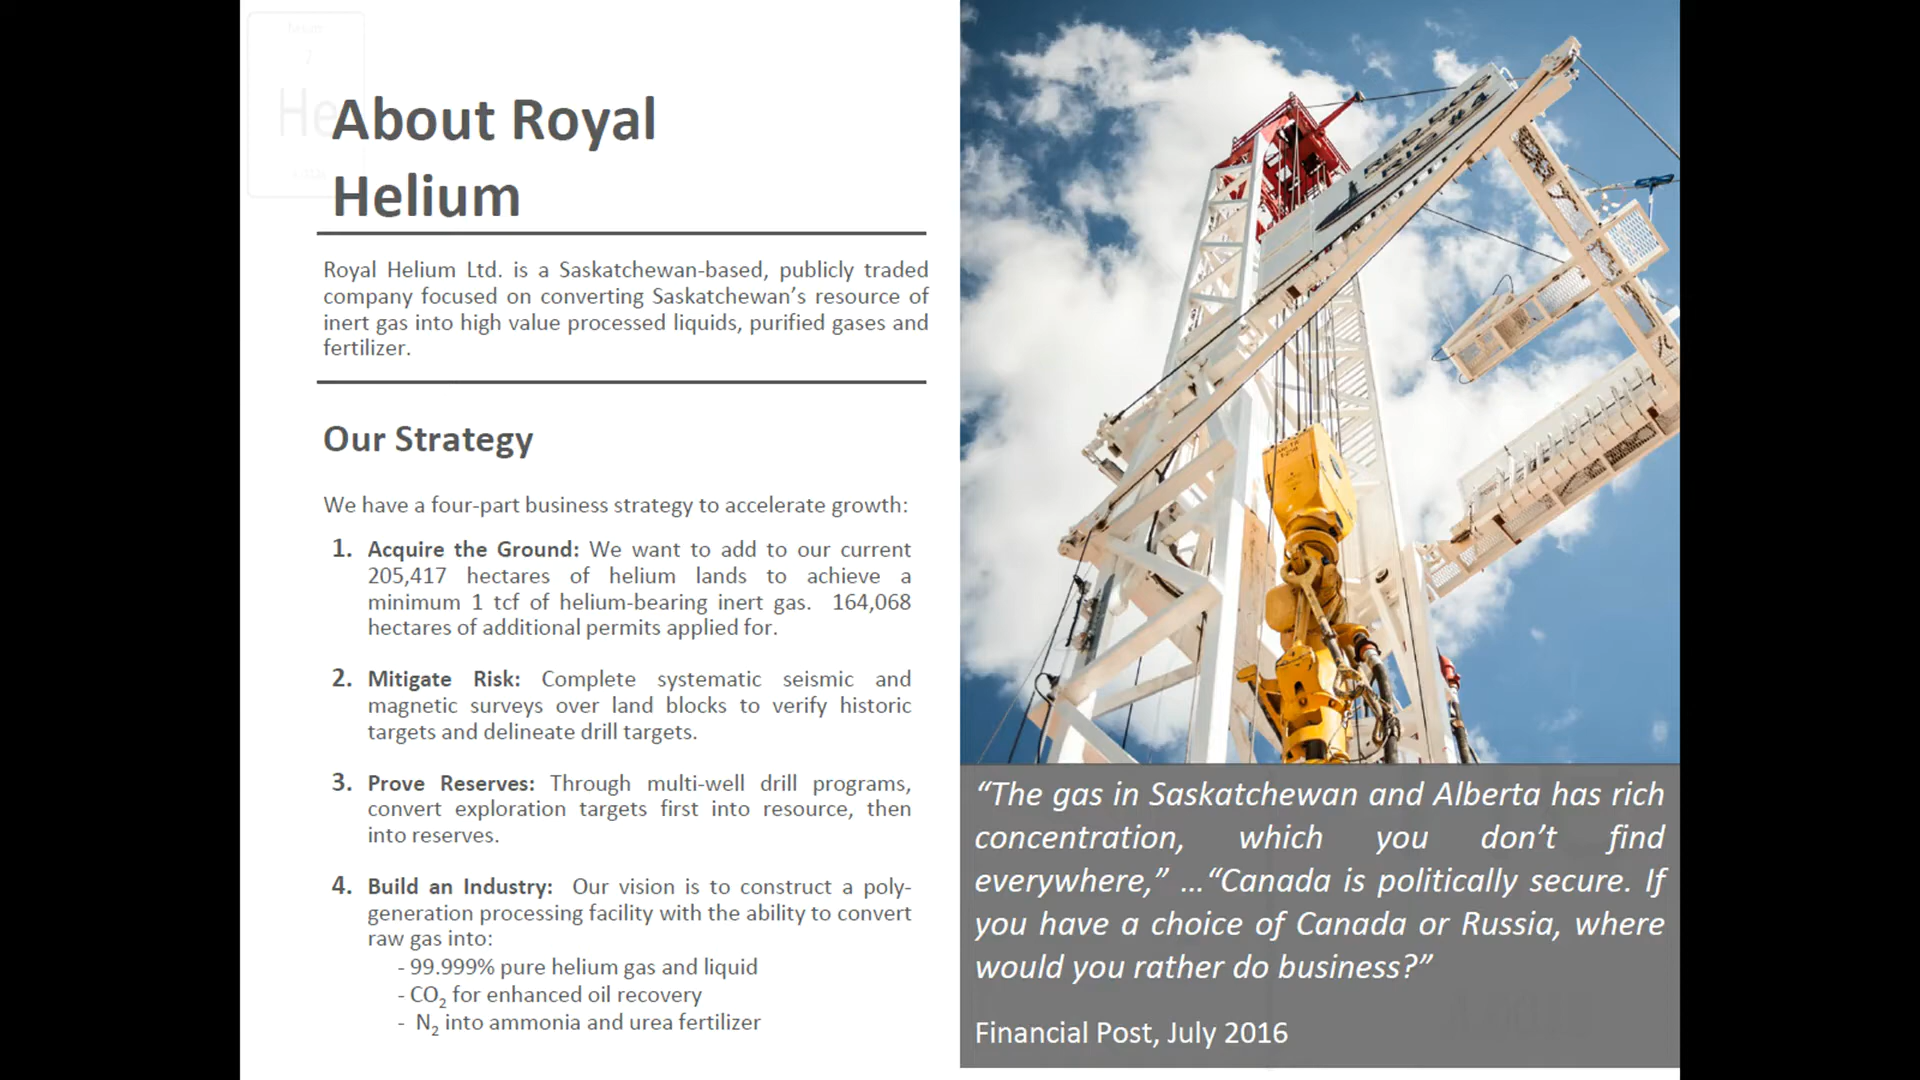 He
About Royal
Helium
Royal Helium Ltd. is a Saskatchewan-based, publicly traded
company focused on converting Saskatchewan’s resource of
inert gas into high value processed liquids, purified gases and
fertilizer.
Our Strategy
We have a four-part business strategy to accelerate growth:
1. Acquire the Ground: We want to add to our current
205,417 hectares of helium lands to achieve a
minimum 1 tcf of helium-bearing inert gas. 164,068
hectares of additional permits applied for.
2. Mitigate Risk: Complete systematic seismic and
magnetic surveys over land blocks to verify historic
targets and delineate drill targets.
3. Prove Reserves: Through multi-well drill programs,
convert exploration targets first into resource, then
into reserves.
4. Build an Industry: Our vision is to construct a poly-
generation processing facility with the ability to convert
raw gas into:
- 99.999% pure helium gas and liquid
- CO2 for enhanced oil recovery
- N2 into ammonia and urea fertilizer
RED DOG
RIG #4
“The gas in Saskatchewan and Alberta has rich
concentration, which you don’t find
everywhere,” ...“Canada is politically secure. If
you have a choice of Canada or Russia, where
would you rather do business?”
Financial Post, July 2016